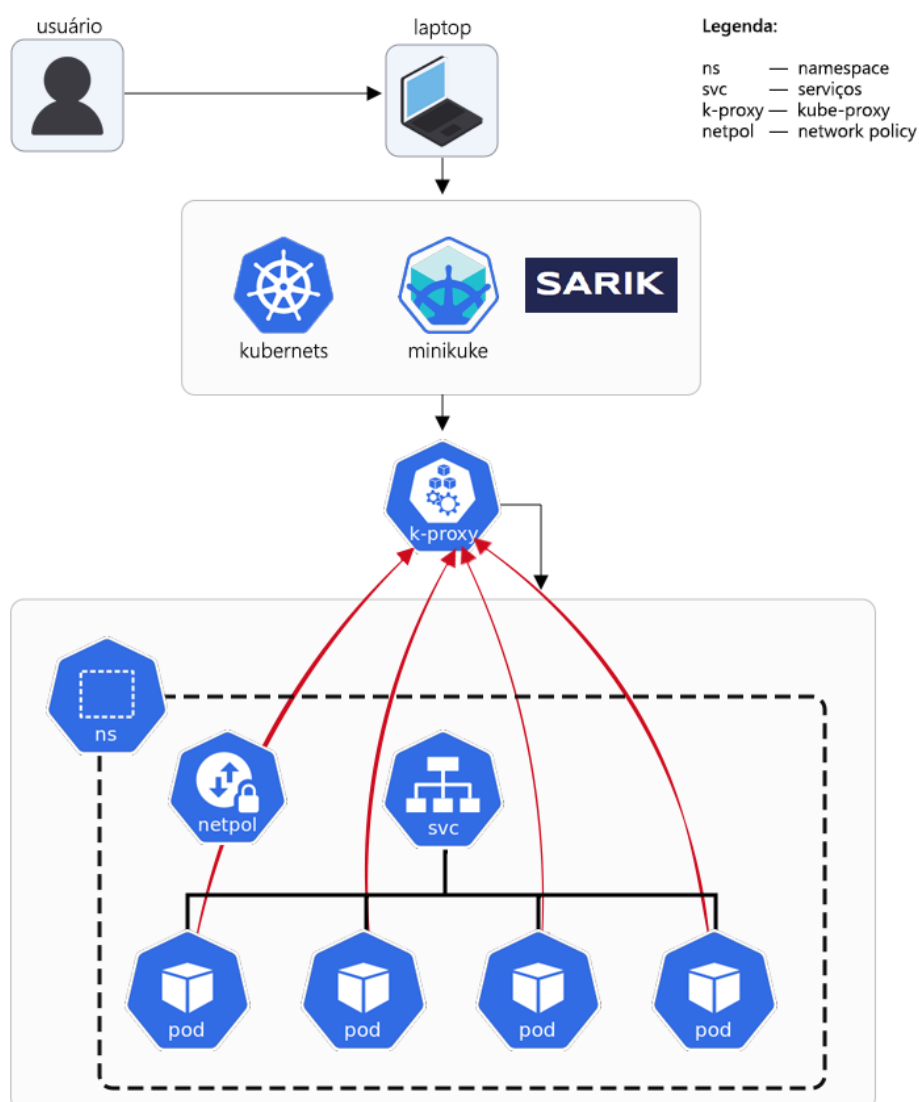 usuário
laptop
Legenda:
ns — namespace
svc — serviços
k-proxy — kube-proxy
netpol — network policy
kubernets
minikuke
SARIK
k-proxy
ns
netpol
svc
pod
pod
pod
pod